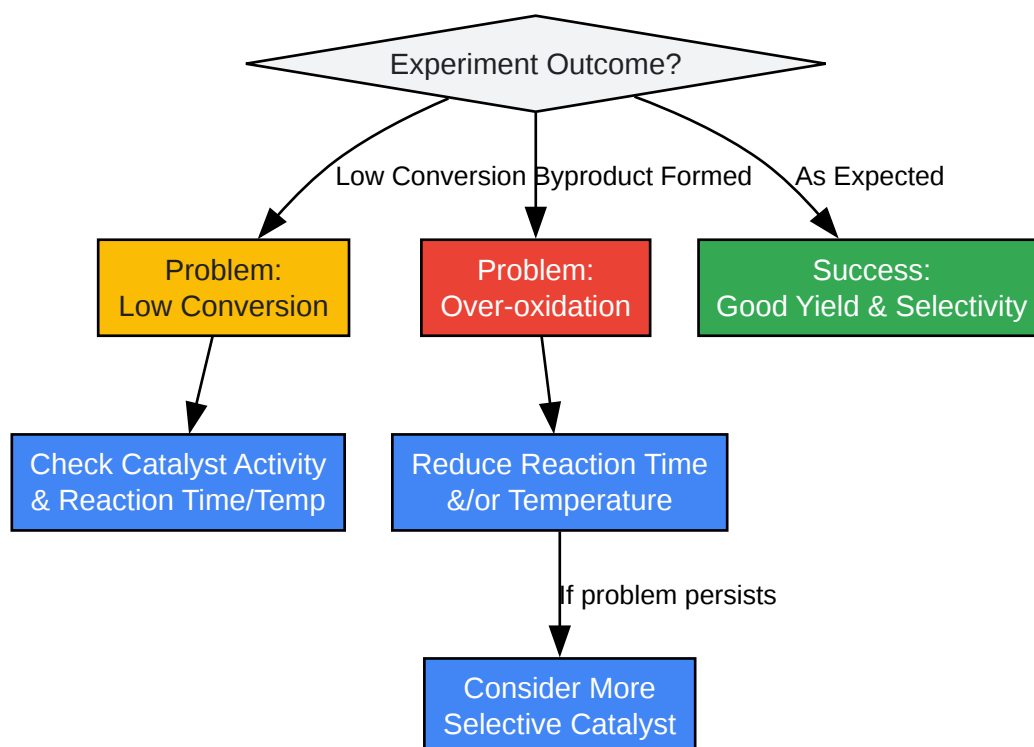 Experiment Outcome?
Low Conversion
Byproduct Formed
As Expected
Problem:
Low Conversion
Problem:
Over-oxidation
Success:
Good Yield & Selectivity
Check Catalyst Activity
& Reaction Time/Temp
Reduce Reaction Time
&/or Temperature
If problem persists
Consider More
Selective Catalyst